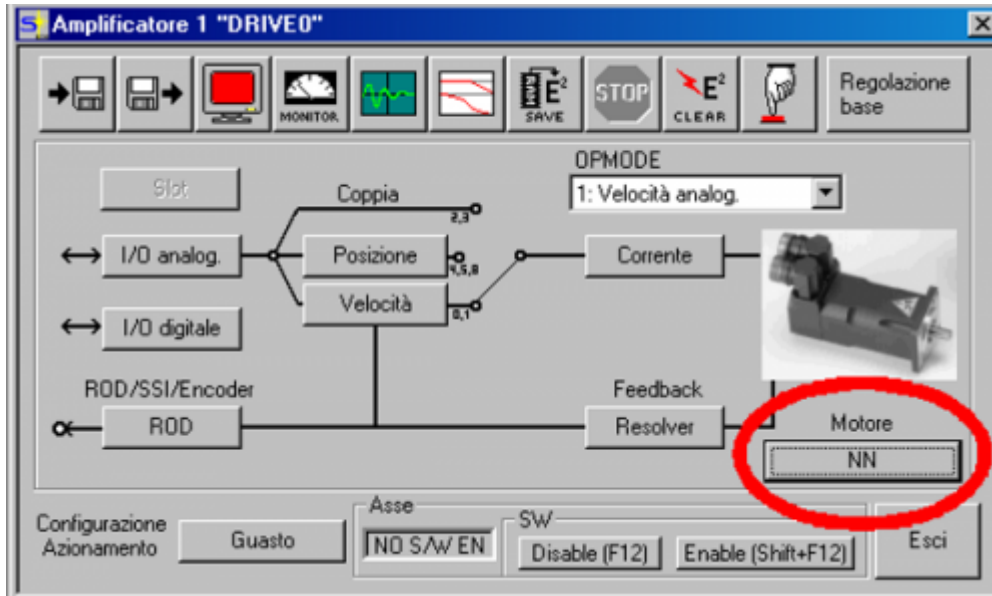 Amplificatore 1 "DRIVE0"
MONITOR
E² SAVE
STOP
E² CLEAR
Regolazione base
OPMODE
1: Velocità analog.
Slot
Coppia
2,3
I/O analog.
Posizione
4,5,8
Corrente
Velocità
0,1
I/O digitale
ROD/SSI/Encoder
Feedback
ROD
Resolver
Motore
NN
Configurazione
Azionamento
Guasto
Asse
NO S/W EN
SW
Disable (F12)
Enable (Shift+F12)
Esci